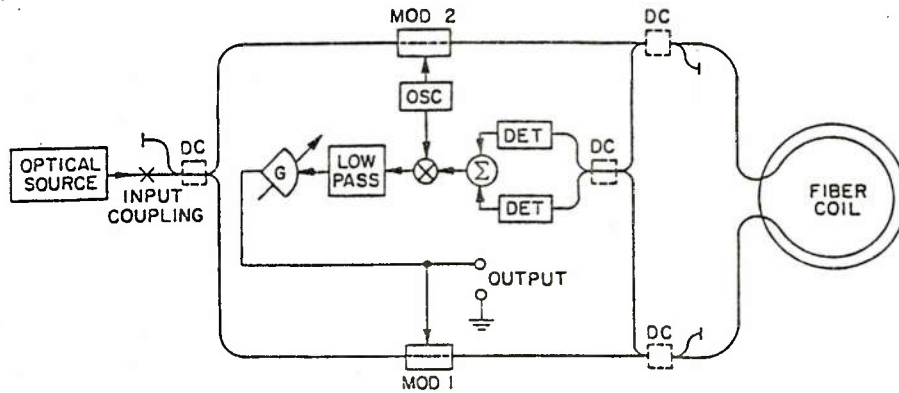 MOD 2
DC
OSC
DET
DC
OPTICAL
SOURCE
DC
INPUT
COUPLING
G
LOW
PASS
Σ
DET
DC
FIBER
COIL
OUTPUT
DC
MOD 1